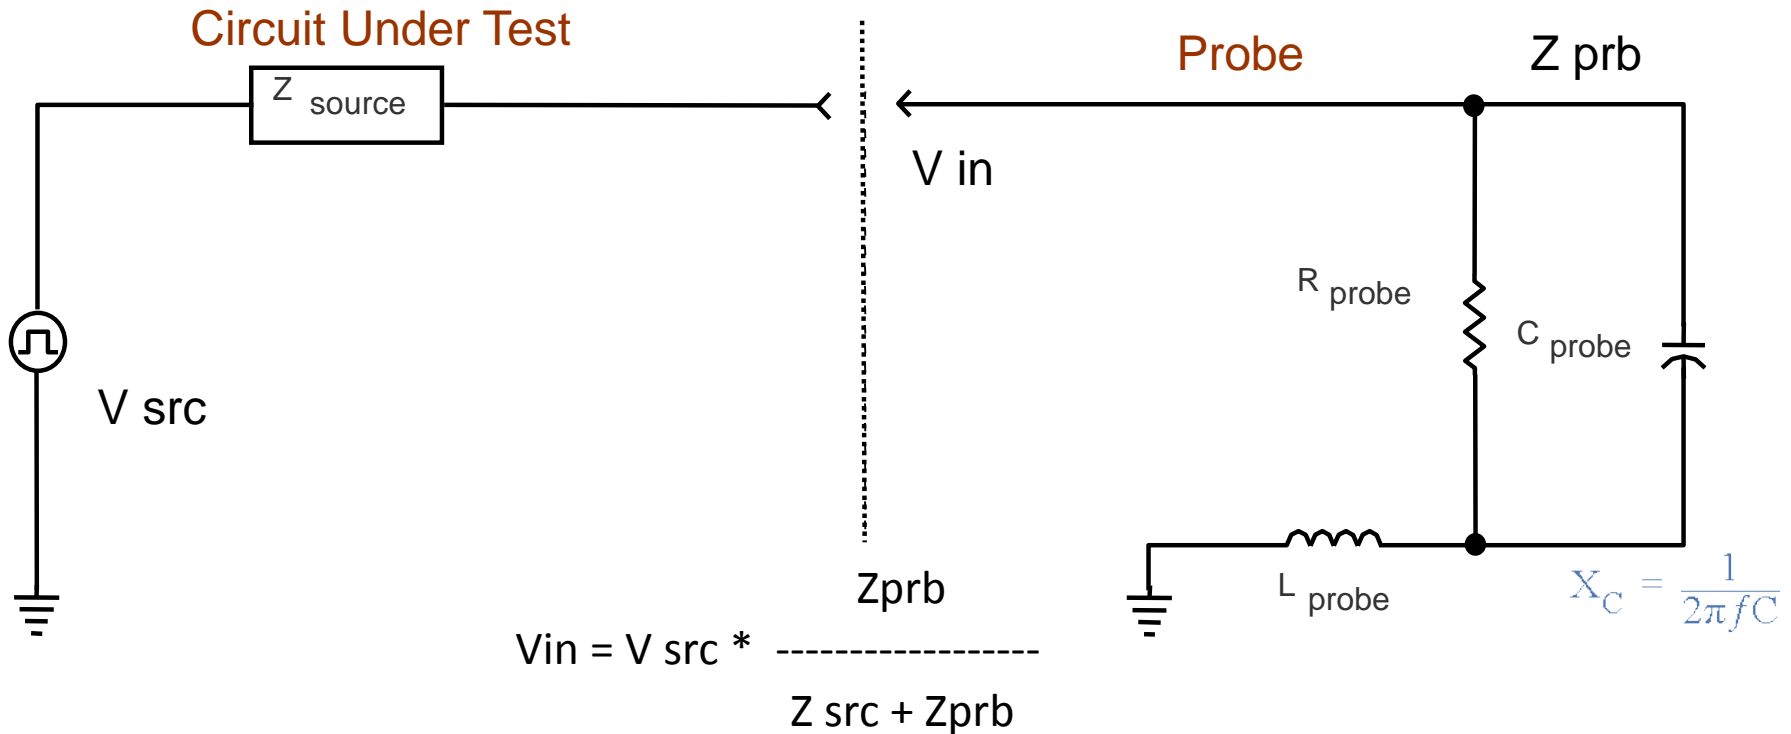 Circuit Under Test
Probe
Z prb
Z source
V in
R probe
C probe
V src
L probe
X_C = 1 / 2πfC
Zprb
Vin = V src * ------------------
Z src + Zprb